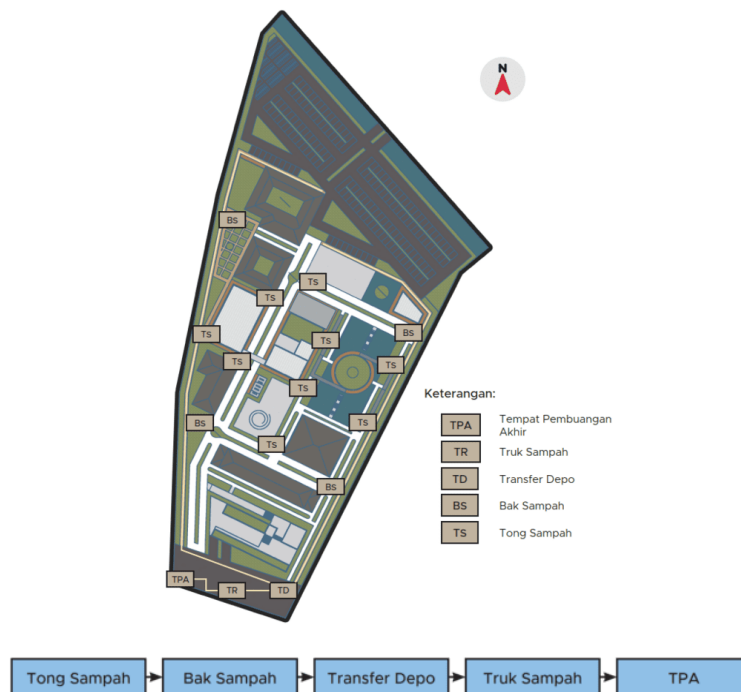 N
BS
TS
TS
BS
TS
TS
TS
TS
TS
BS
TS
TS
BS
TPA
TR
TD
Keterangan:
TPA Tempat Pembuangan
Akhir
TR Truk Sampah
TD Transfer Depo
BS Bak Sampah
TS Tong Sampah
Tong Sampah
Bak Sampah
Transfer Depo
Truk Sampah
TPA